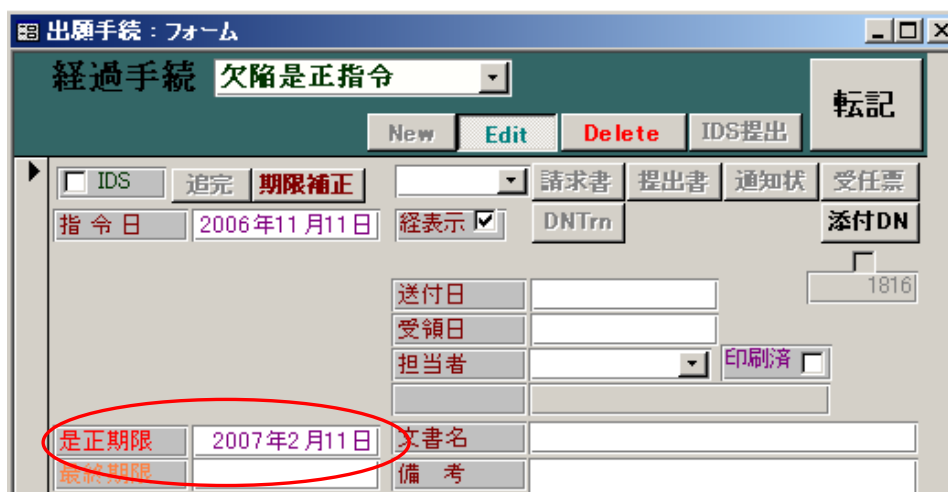 出願手続 : フォーム
経過手続 欠陥是正指令
転記
New Edit Delete IDS提出
IDS 追完 期限補正 請求書 提出書 通知状 受任票
指 令 日 2006年11月11日 経表示 DNTrn 添付DN
1816
送付日
受領日
担当者 印刷済
是正期限 2007年2月11日 文書名
最終期限 備 考